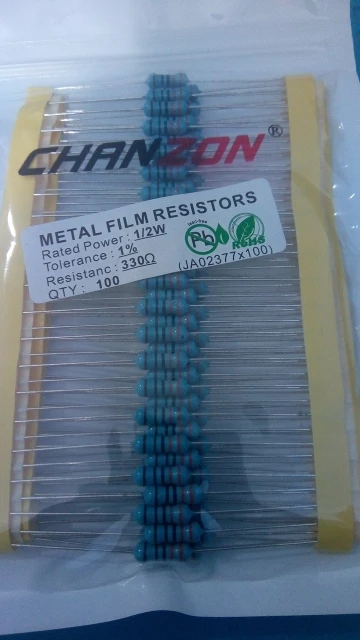 CHANZON®
METAL FILM RESISTORS
Rated Power: 1/2W
Tolerance: 1%
Resistanc: 330Ω
QTY: 100
Pb
RoHS
(JA02377x100)